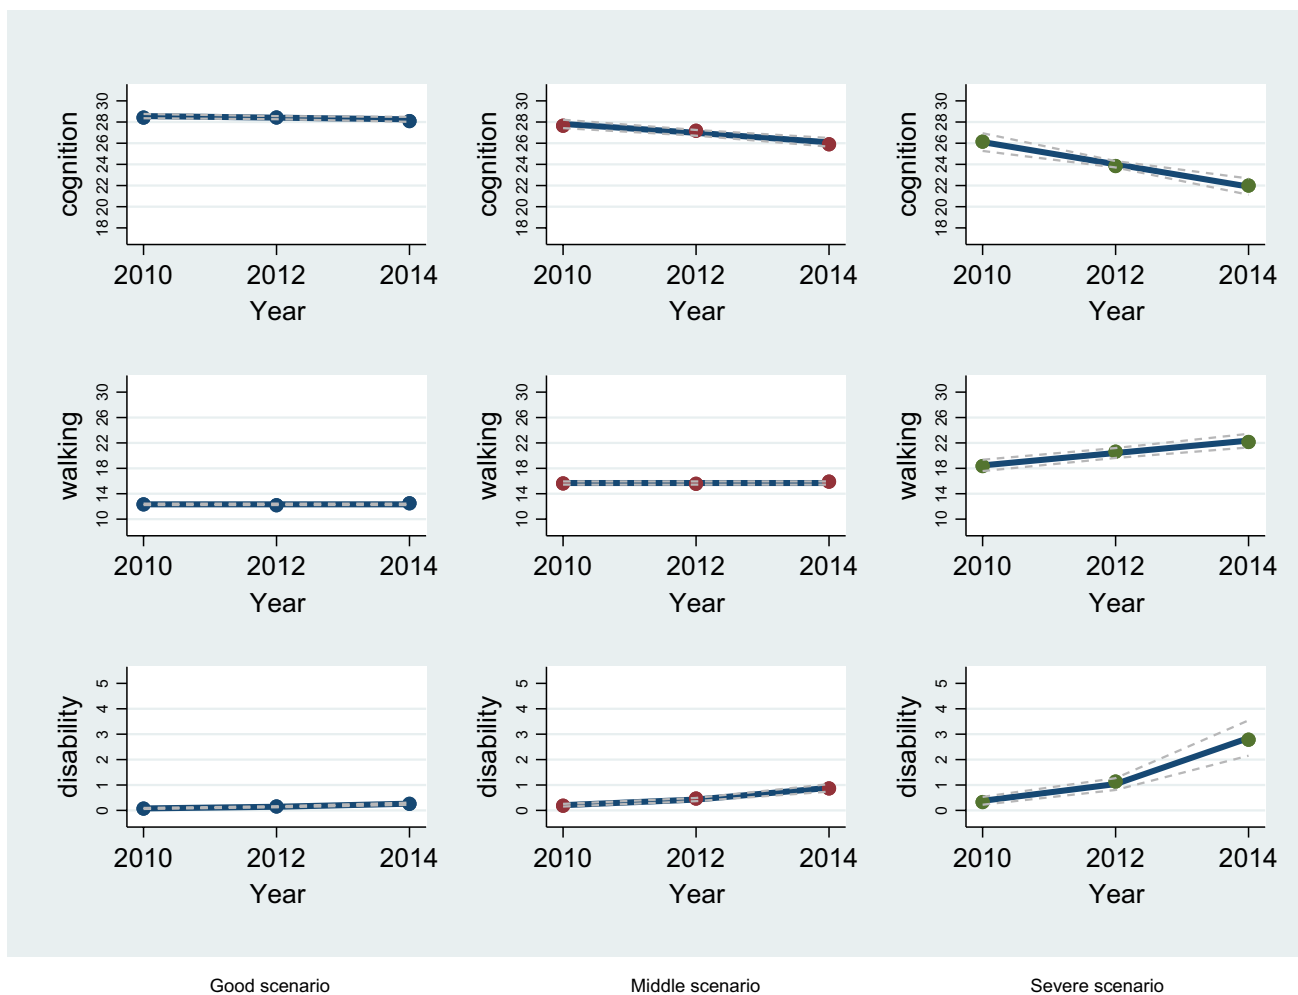 cognition
18 20 22 24 26 28 30
2010 2012 2014
Year
cognition
18 20 22 24 26 28 30
2010 2012 2014
Year
cognition
18 20 22 24 26 28 30
2010 2012 2014
Year
walking
10 14 18 22 26 30
2010 2012 2014
Year
walking
10 14 18 22 26 30
2010 2012 2014
Year
walking
10 14 18 22 26 30
2010 2012 2014
Year
disability
0 1 2 3 4 5
2010 2012 2014
Year
disability
0 1 2 3 4 5
2010 2012 2014
Year
disability
0 1 2 3 4 5
2010 2012 2014
Year
Good scenario
Middle scenario
Severe scenario